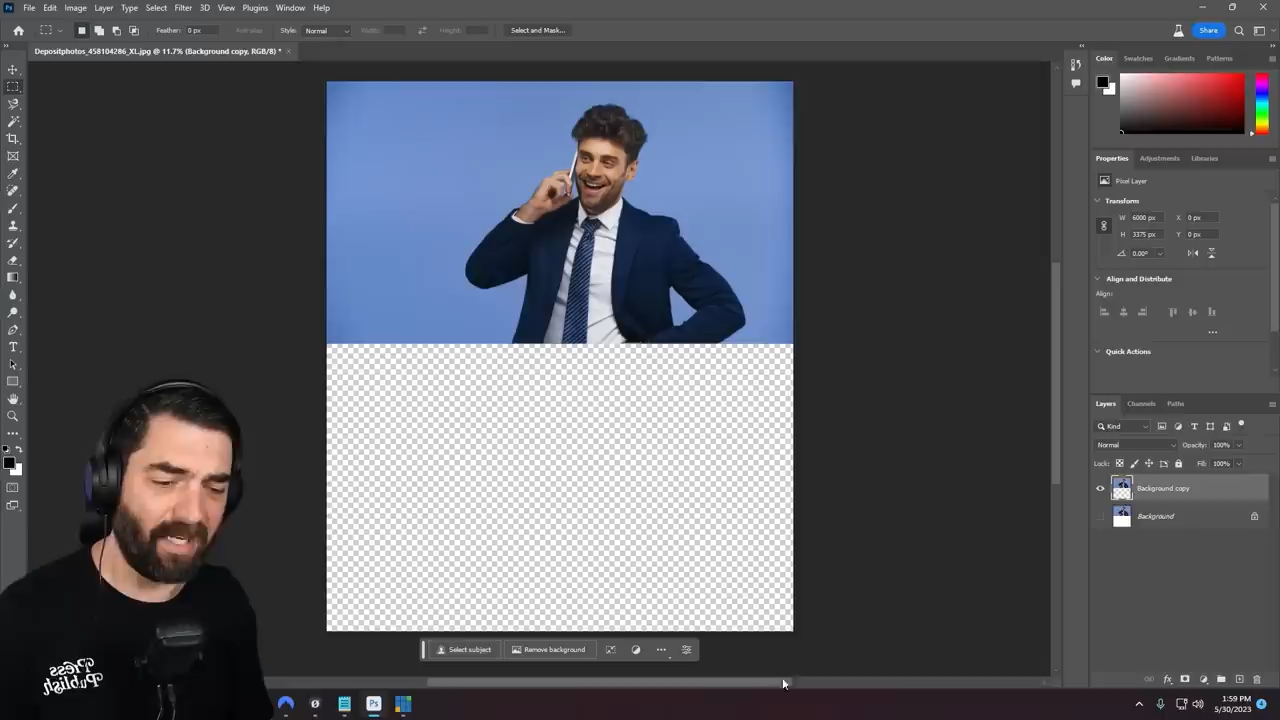 File Edit Image Layer Type Select Filter 3D View Plugins Window Help
Feather: 0 px Anti-alias Style: Normal Width: Height: Select and Mask... Share
Depositphotos_458104286_XL.jpg @ 11.7% (Background copy, RGB/8) *
Color Swatches Gradients Patterns
Properties Adjustments Libraries
Pixel Layer
Transform
W 6000 px X 0 px
H 3375 px Y 0 px
0.00°
Align and Distribute
Align:
Quick Actions
Layers Channels Paths
Kind
Normal Opacity: 100%
Lock: Fill: 100%
Background copy
Background
Select subject Remove background
Press
Publish
1:59 PM
5/30/2023